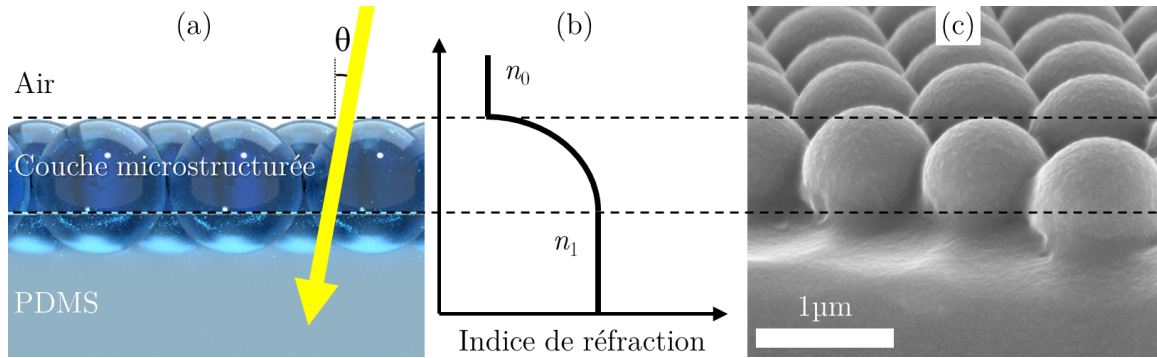 (a)
θ
Air
Couche microstructurée
PDMS
(b)
n₀
n₁
Indice de réfraction
(c)
1µm